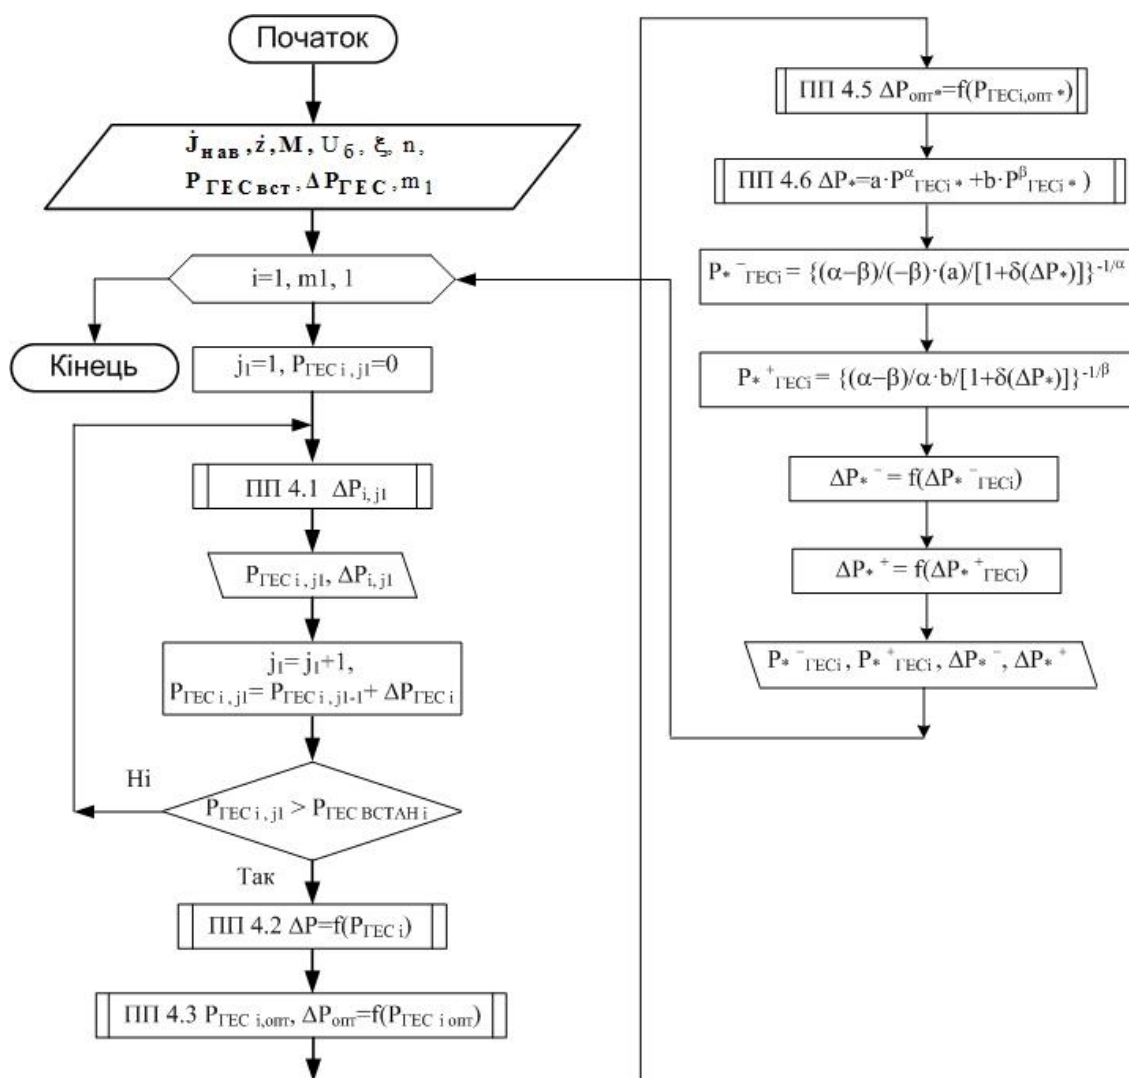 Початок
J̇нав, ż, M, Uб, ξ, n,
PГЕС вст, ΔPГЕС, m1
i=1, m1, 1
Кінець
j1=1, PГЕС i, j1=0
ПП 4.1 ΔPi, j1
PГЕС i, j1, ΔPi, j1
j1= j1+1,
PГЕС i, j1= PГЕС i, j1-1+ ΔPГЕС i
Ні
PГЕС i, j1 > PГЕС ВСТАН i
Так
ПП 4.2 ΔP=f(PГЕС i)
ПП 4.3 PГЕС i,опт, ΔPопт=f(PГЕС i опт)
ПП 4.5 ΔPопт*=f(PГЕСi,опт *)
ПП 4.6 ΔP*=a·P^α ГЕСi * +b·P^β ГЕСi * )
P* ⁻ ГЕСi = {(α−β)/(−β)·(a)/[1+δ(ΔP*)]}^-1/α
P* ⁺ ГЕСi = {(α−β)/α·b/[1+δ(ΔP*)]}^-1/β
ΔP* ⁻ = f(ΔP* ⁻ ГЕСi)
ΔP* ⁺ = f(ΔP* ⁺ ГЕСi)
P* ⁻ ГЕСi, P* ⁺ ГЕСi, ΔP* ⁻, ΔP* ⁺